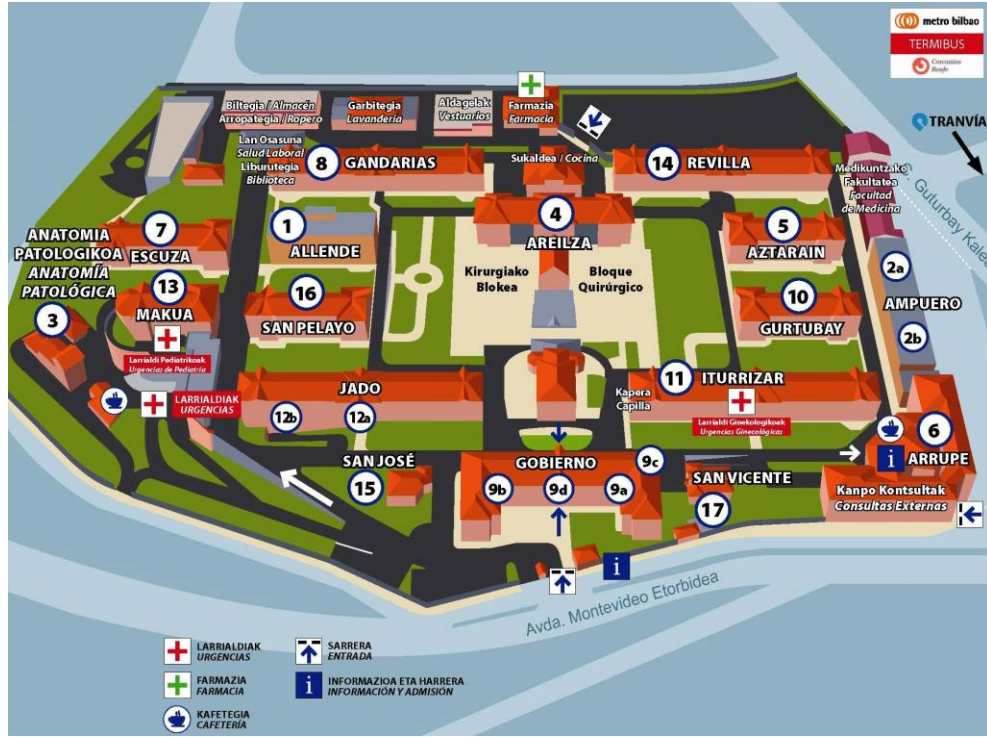 metro bilbao
TERMIBUS
Cercanías
Renfe
TRANVÍA
Farmazia
Farmacia
Biltegia / Almacén
Arropategia / Ropero
Garbitegia
Lavandería
Aldagelak
Vestuarios
Lan Osasuna
Salud Laboral
Liburutegia
Biblioteca
8
GANDARIAS
Sukaldea / Cocina
14
REVILLA
Medikuntzako
Fakultatea
Facultad
de Medicina
C. Guturbay Kalea
7
ESCUZA
1
ALLENDE
4
AREILZA
5
AZTARAIN
ANATOMIA
PATOLOGIKOA
ANATOMÍA
PATOLÓGICA
3
13
MAKUA
16
SAN PELAYO
Kirurgiako
Blokea
Bloque
Quirúrgico
10
GURTUBAY
2a
AMPUERO
2b
Larrialdi Pediatrikoak
Urgencias de Pediatría
LARRIALDIAK
URGENCIAS
JADO
12b
12a
Kapera
Capilla
11
ITURRIZAR
Larrialdi Ginekologikoak
Urgencias Ginecológicas
6
i
ARRUPE
SAN JOSÉ
15
GOBIERNO
9b
9d
9a
9c
SAN VICENTE
17
Kanpo Kontsultak
Consultas Externas
i
Avda. Montevideo Etorbidea
LARRIALDIAK
URGENCIAS
FARMAZIA
FARMACIA
KAFETEGIA
CAFETERÍA
SARRERA
ENTRADA
i
INFORMAZIOA ETA HARRERA
INFORMACIÓN Y ADMISIÓN